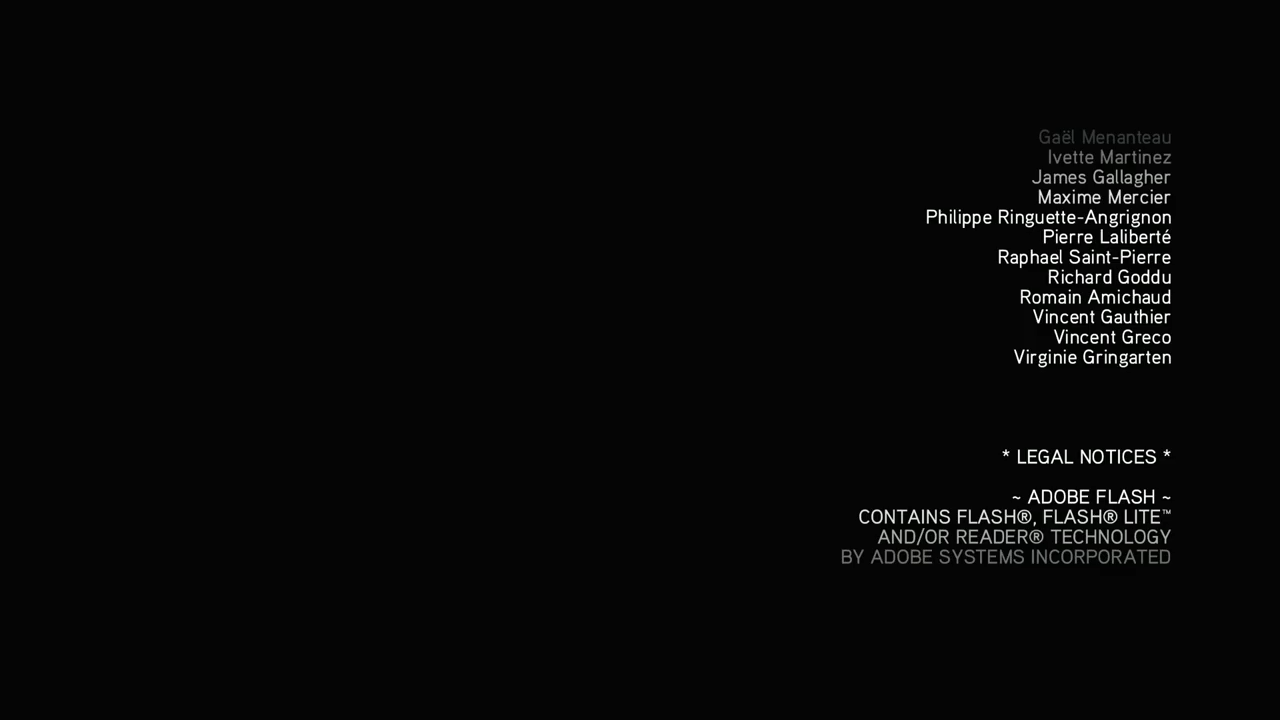 Gaël Menanteau
Ivette Martinez
James Gallagher
Maxime Mercier
Philippe Ringuette-Angrignon
Pierre Laliberté
Raphael Saint-Pierre
Richard Goddu
Romain Amichaud
Vincent Gauthier
Vincent Greco
Virginie Gringarten
* LEGAL NOTICES *
~ ADOBE FLASH ~
CONTAINS FLASH®, FLASH® LITE™
AND/OR READER® TECHNOLOGY
BY ADOBE SYSTEMS INCORPORATED